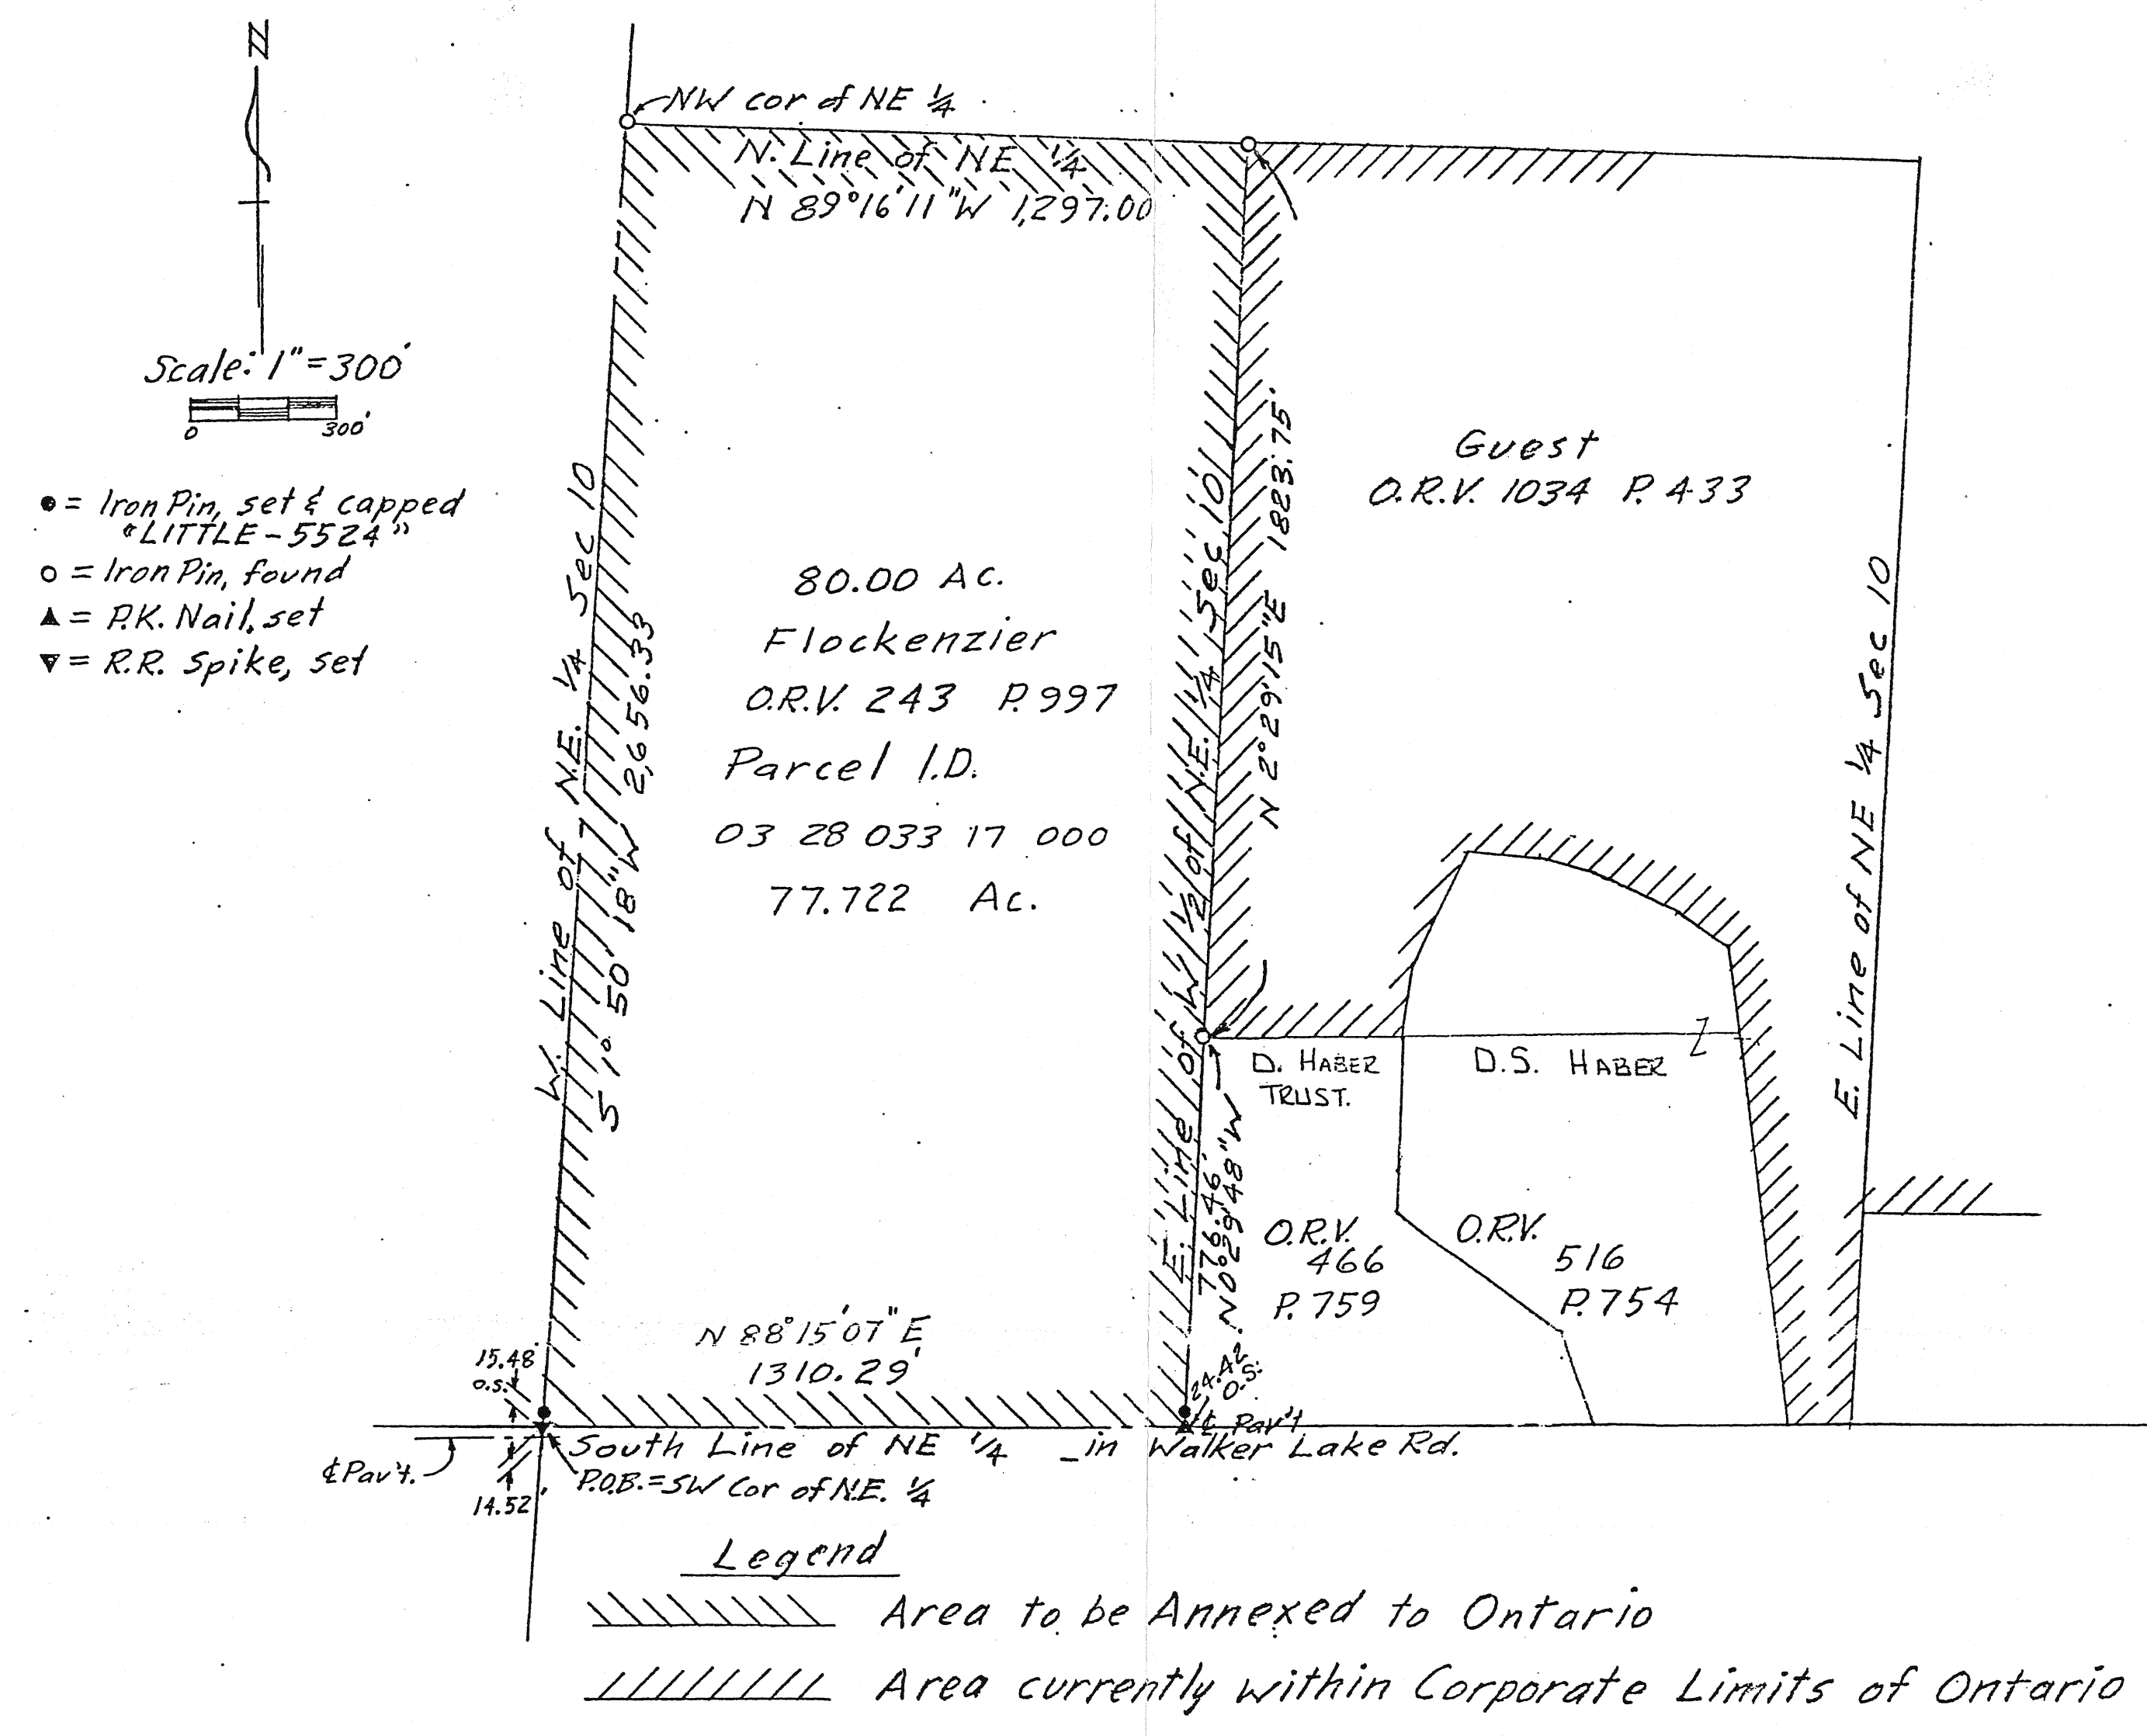 N
NW cor of NE 1/4
N. Line of NE 1/4
N 89°16'11"W 1,297.00
Scale: 1"=300'
0 300'
● = Iron Pin, set & capped
"LITTLE-5524"
○ = Iron Pin, found
▲ = P.K. Nail, set
▼ = R.R. Spike, set
W. Line of N.E. 1/4 Sec 10
S 1° 50' 18" W 2,656.33
80.00 Ac.
Flockenzier
O.R.V. 243 P. 997
Parcel I.D.
03 28 033 17 000
77.722 Ac.
E. Line of W 1/2 of N.E. 1/4 Sec 10
N 2°29'15"E 1883.75'
Guest
O.R.V. 1034 P. 433
E. Line of NE 1/4 Sec 10
D. HABER
TRUST.
D.S. HABER
776.46'
N0°29'48"W
O.R.V.
466
P. 759
O.R.V.
516
P. 754
N 88°15'07" E
1310.29'
15.48'
O.S.
24.42
O.S.
℄ Pav't
South Line of NE 1/4 in Walker Lake Rd.
℄ Pav't.
P.O.B.=SW Cor of N.E. 1/4
14.52'
Legend
Area to be Annexed to Ontario
Area currently within Corporate Limits of Ontario